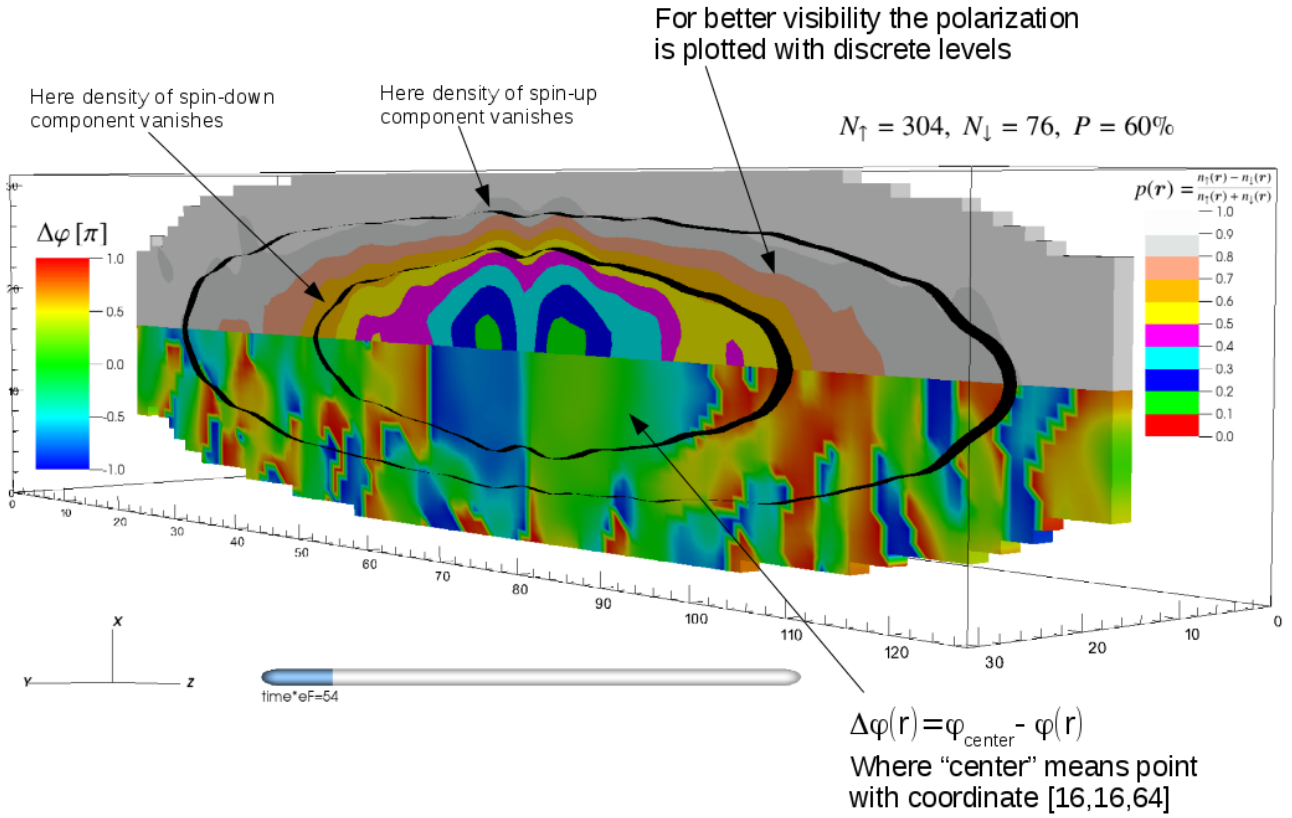 For better visibility the polarization
is plotted with discrete levels
Here density of spin-down
component vanishes
Here density of spin-up
component vanishes
N↑ = 304, N↓ = 76, P = 60%
p(r) = n↑(r) − n↓(r) / n↑(r) + n↓(r)
1.0
0.9
0.8
0.7
0.6
0.5
0.4
0.3
0.2
0.1
0.0
Δφ [π]
1.0
0.5
0.0
-0.5
-1.0
20
0
0 10 20 30 40 50 60 70 80 90 100 110 120
30 20 10 0
X
Y Z
time*eF=54
Δφ(r)=φcenter- φ(r)
Where “center” means point
with coordinate [16,16,64]